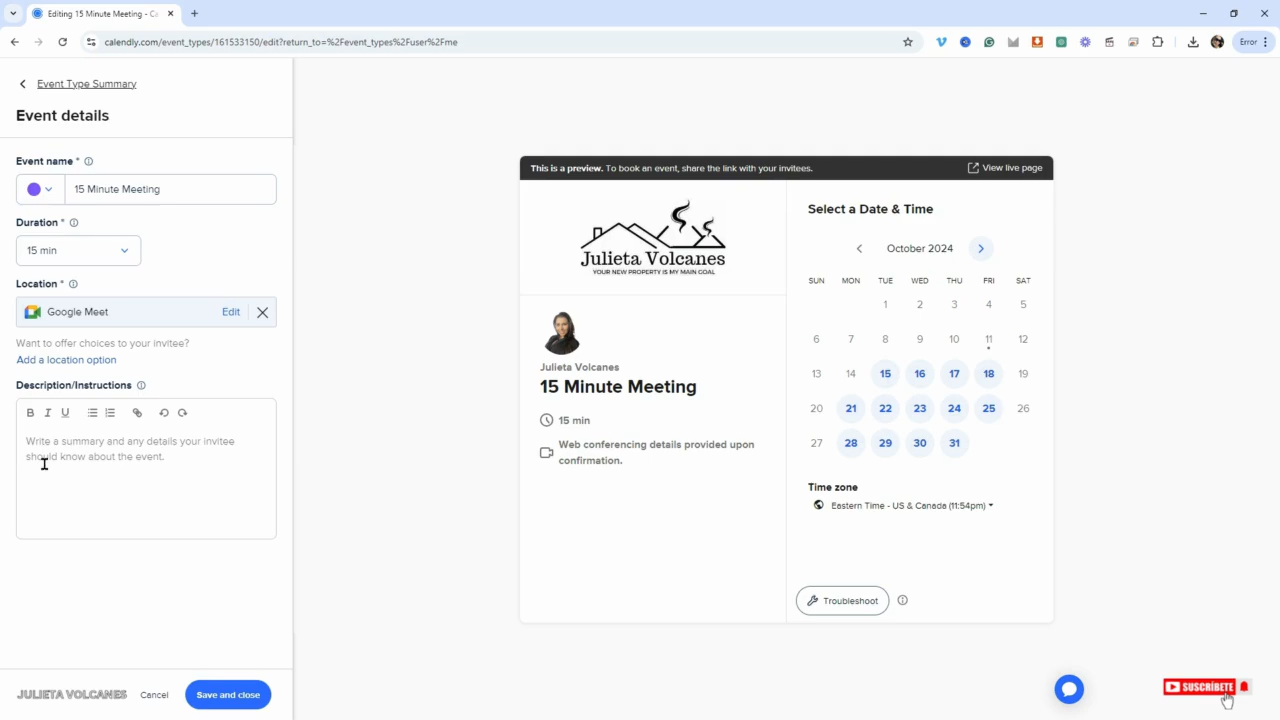 Editing 15 Minute Meeting - Ca
calendly.com/event_types/161533150/edit?return_to=%2Fevent_types%2Fuser%2Fme
Error
Event Type Summary
Event details
Event name *
15 Minute Meeting
Duration *
15 min
Location *
Google Meet
Edit
Want to offer choices to your invitee?
Add a location option
Description/Instructions
B I U
Write a summary and any details your invitee
should know about the event.
JULIETA VOLCANES
Cancel
Save and close
This is a preview. To book an event, share the link with your invitees.
View live page
Julieta Volcanes
YOUR NEW PROPERTY IS MY MAIN GOAL
Julieta Volcanes
15 Minute Meeting
15 min
Web conferencing details provided upon
confirmation.
Select a Date & Time
October 2024
SUN MON TUE WED THU FRI SAT
1 2 3 4 5
6 7 8 9 10 11 12
13 14 15 16 17 18 19
20 21 22 23 24 25 26
27 28 29 30 31
Time zone
Eastern Time - US & Canada (11:54pm)
Troubleshoot
SUSCRÍBETE